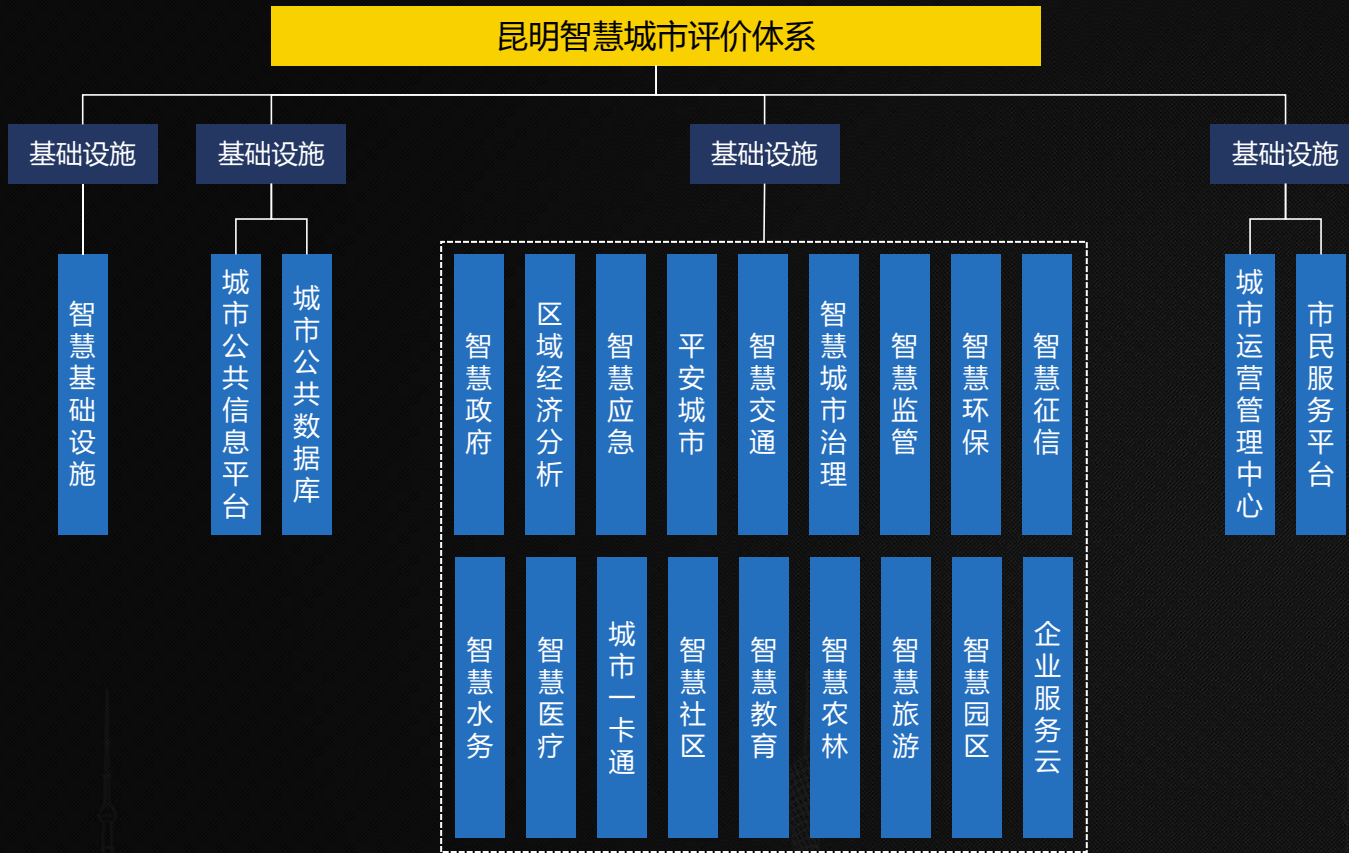 昆明智慧城市评价体系
基础设施
基础设施
基础设施
基础设施
智慧基础设施
城市公共信息平台
城市公共数据库
智慧政府
区域经济分析
智慧应急
平安城市
智慧交通
智慧城市治理
智慧监管
智慧环保
智慧征信
城市运营管理中心
市民服务平台
智慧水务
智慧医疗
城市一卡通
智慧社区
智慧教育
智慧农林
智慧旅游
智慧园区
企业服务云